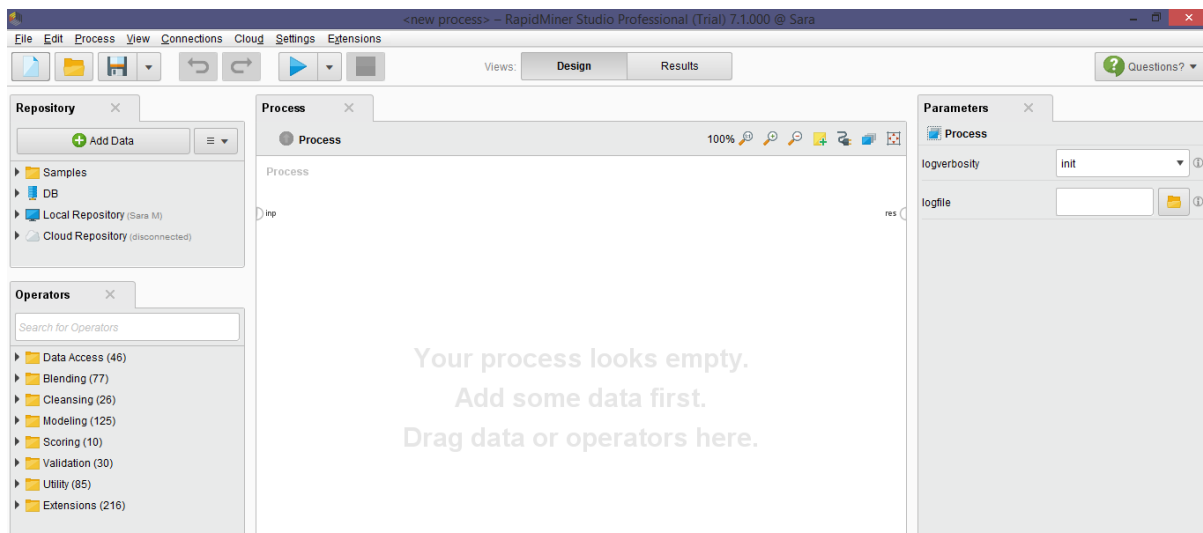 <new process> – RapidMiner Studio Professional (Trial) 7.1.000 @ Sara
File Edit Process View Connections Cloud Settings Extensions
Views: Design Results Questions?
Repository
Add Data
Samples
DB
Local Repository (Sara M)
Cloud Repository (disconnected)
Operators
Search for Operators
Data Access (46)
Blending (77)
Cleansing (26)
Modeling (125)
Scoring (10)
Validation (30)
Utility (85)
Extensions (216)
Process
Process 100%
Process
inp res
Your process looks empty.
Add some data first.
Drag data or operators here.
Parameters
Process
logverbosity init
logfile